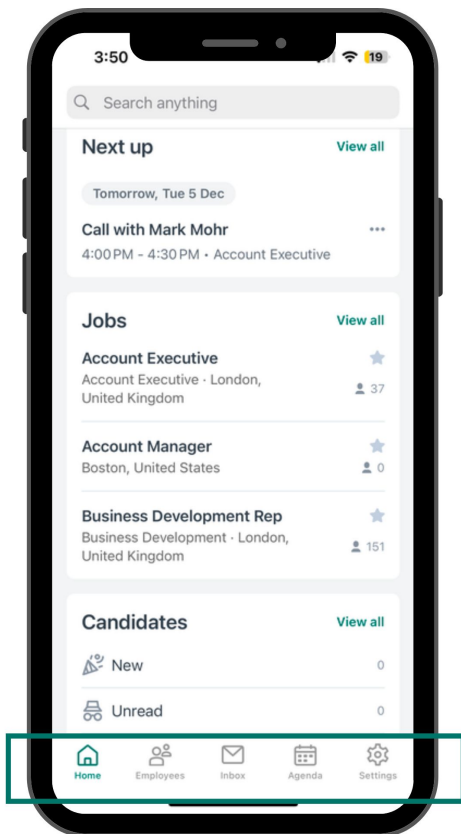 3:50
19
Search anything
Next up
View all
Tomorrow, Tue 5 Dec
Call with Mark Mohr
4:00 PM - 4:30 PM • Account Executive
Jobs
View all
Account Executive
Account Executive · London,
United Kingdom
37
Account Manager
Boston, United States
0
Business Development Rep
Business Development · London,
United Kingdom
151
Candidates
View all
New
0
Unread
0
Home
Employees
Inbox
Agenda
Settings